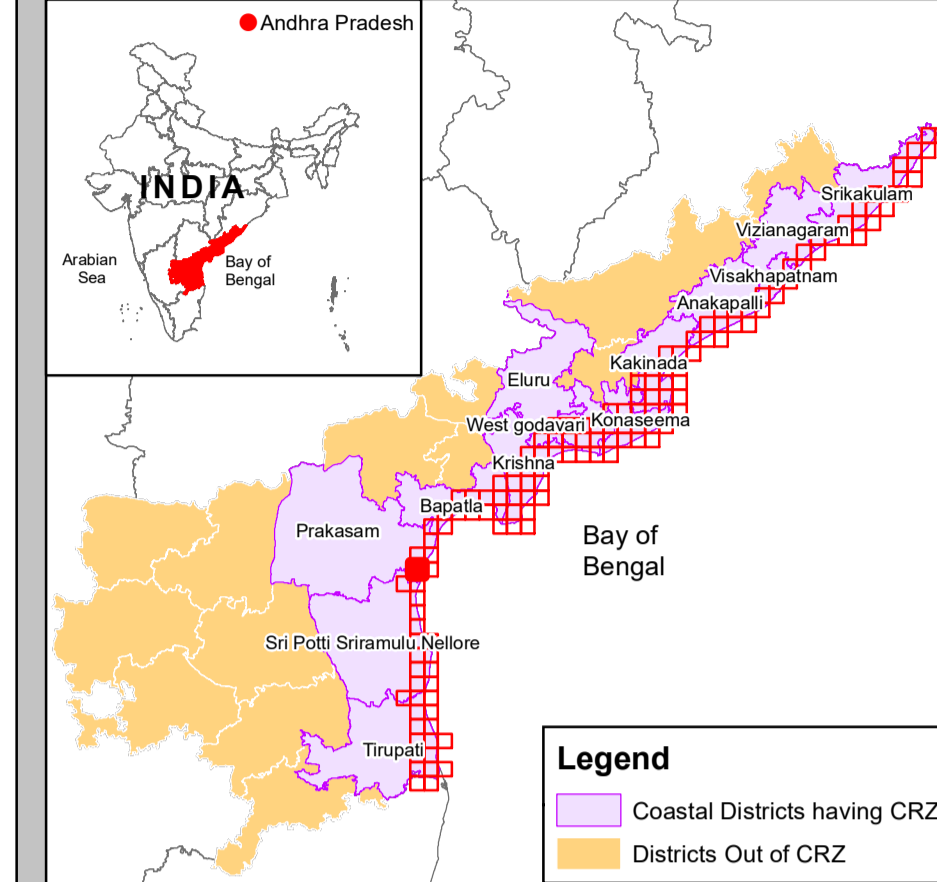 Andhra Pradesh
INDIA
Arabian
Sea
Bay of
Bengal
Srikakulam
Vizianagaram
Visakhapatnam
Anakapalli
Kakinada
Eluru
West godavari
Konaseema
Krishna
Bapatla
Prakasam
Bay of
Bengal
Sri Potti Sriramulu Nellore
Tirupati
Legend
Coastal Districts having CRZ
Districts Out of CRZ